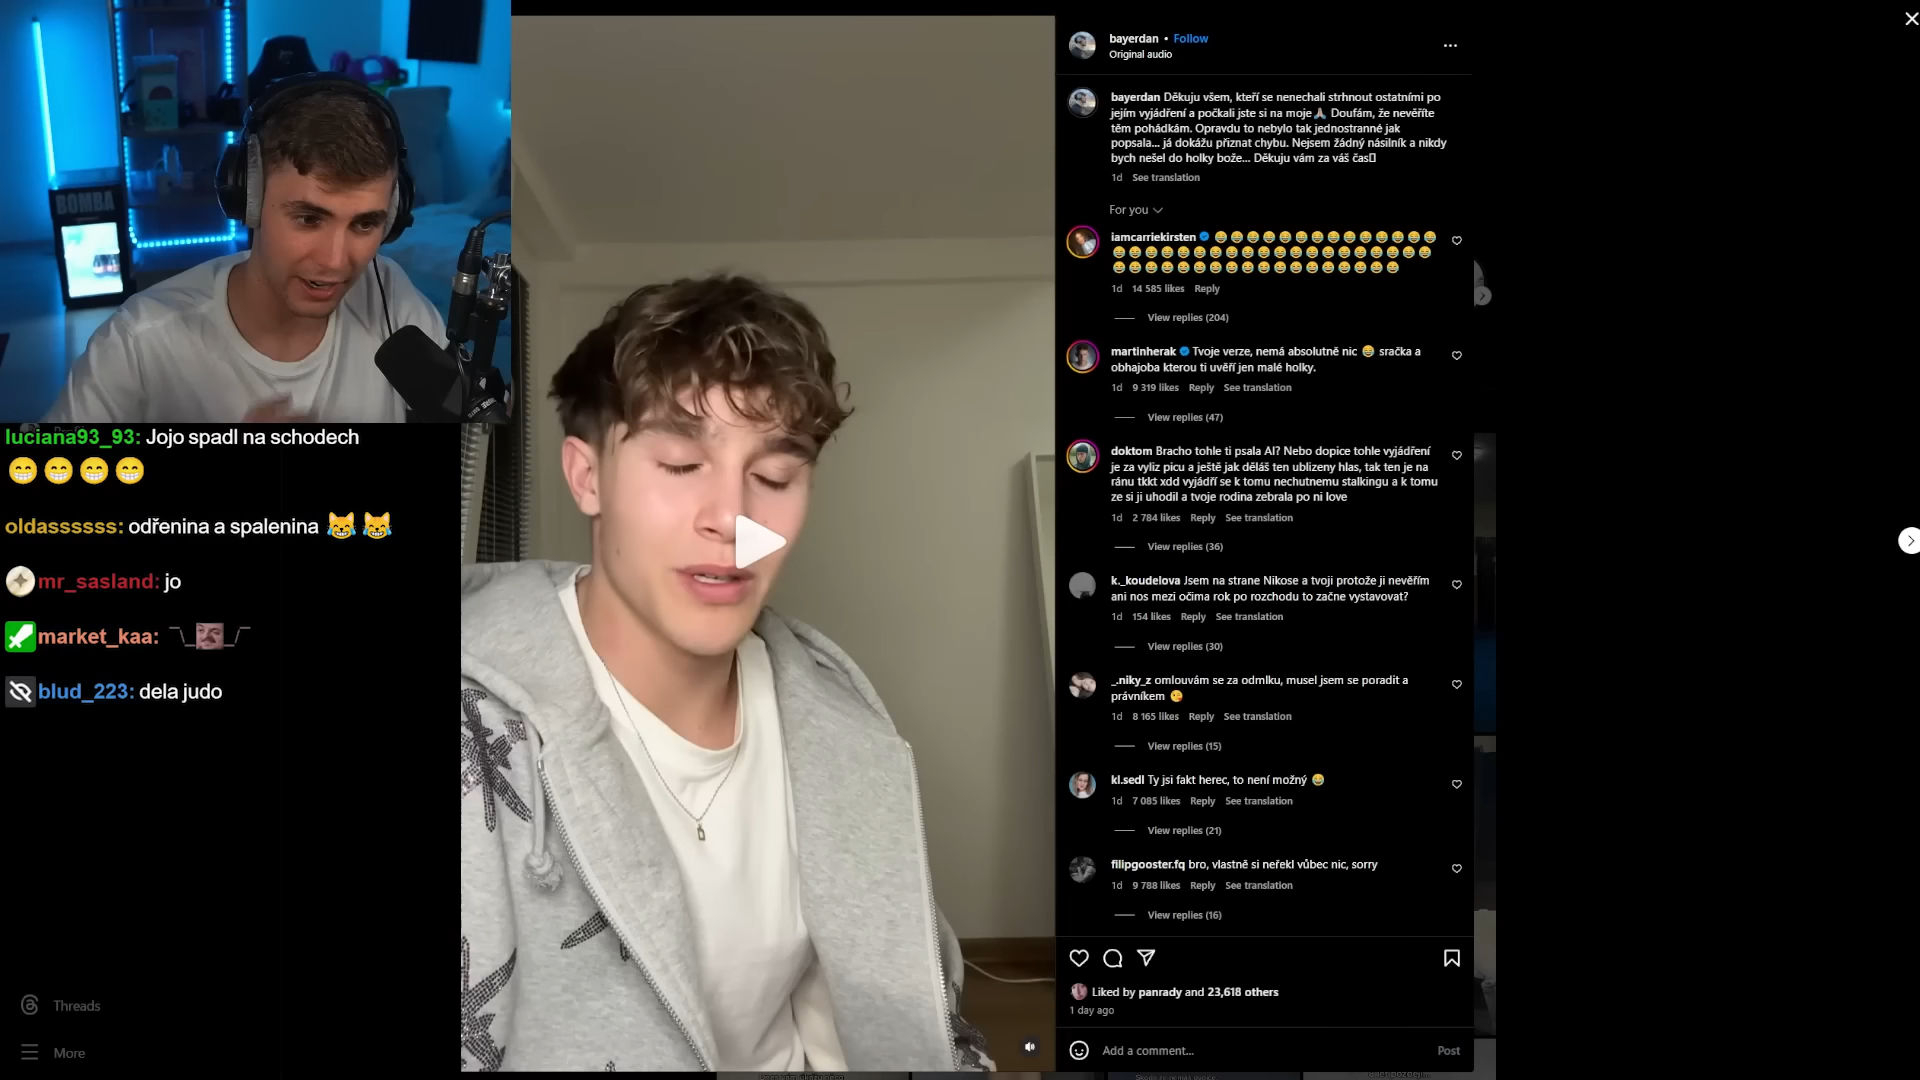 BOMBA
luciana93_93: Jojo spadl na schodech
😁😁😁😁
oldassssss: odřenina a spalenina 😹 😹
mr_sasland: jo
market_kaa: ¯\_ _/¯
blud_223: dela judo
Threads
More
bayerdan • Follow
Original audio
bayerdan Děkuju všem, kteří se nenechali strhnout ostatními po
jejím vyjádření a počkali jste si na moje🙏🏼 Doufám, že nevěříte
těm pohádkám. Opravdu to nebylo tak jednostranné jak
popsala... já dokážu přiznat chybu. Nejsem žádný násilník a nikdy
bych nešel do holky bože... Děkuju vám za váš čas▯
1d See translation
For you
iamcarriekirsten 😂😂😂😂😂😂😂😂😂😂😂😂😂😂
😂😂😂😂😂😂😂😂😂😂😂😂😂😂😂😂😂😂😂😂
😂😂😂😂😂😂😂😂😂😂😂😂😂😂😂😂😂😂
1d 14 585 likes Reply
View replies (204)
martinherak Tvoje verze, nemá absolutně nic 😂 sračka a
obhajoba kterou ti uvěří jen malé holky.
1d 9 319 likes Reply See translation
View replies (47)
doktom Bracho tohle ti psala AI? Nebo dopice tohle vyjádření
je za vyliz picu a ještě jak děláš ten ublizeny hlas, tak ten je na
ránu tkkt xdd vyjádří se k tomu nechutnemu stalkingu a k tomu
ze si ji uhodil a tvoje rodina zebrala po ni love
1d 2 784 likes Reply See translation
View replies (36)
k._koudelova Jsem na strane Nikose a tvoji protože ji nevěřím
ani nos mezi očima rok po rozchodu to začne vystavovat?
1d 154 likes Reply See translation
View replies (30)
_.niky_z omlouvám se za odmlku, musel jsem se poradit a
právníkem 😘
1d 8 165 likes Reply See translation
View replies (15)
kl.sedl Ty jsi fakt herec, to není možný 😂
1d 7 085 likes Reply See translation
View replies (21)
filipgooster.fq bro, vlastně si neřekl vůbec nic, sorry
1d 9 788 likes Reply See translation
View replies (16)
Liked by panrady and 23,618 others
1 day ago
Add a comment... Post